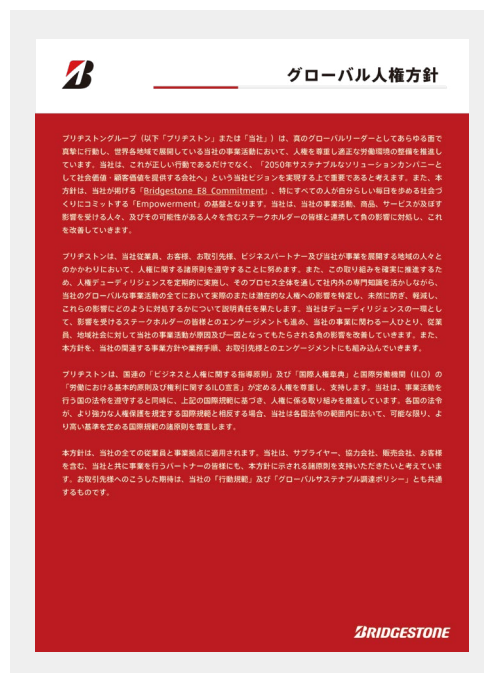 グローバル人権方針
ブリヂストングループ（以下「ブリヂストン」または「当社」）は、真のグローバルリーダーとしてあらゆる面で
真摯に行動し、世界各地域で展開している当社の事業活動において、人権を尊重し適正な労働環境の整備を推進し
ています。当社は、これが正しい行動であるだけでなく、「2050年サステナブルなソリューションカンパニーと
して社会価値・顧客価値を提供する会社へ」という当社ビジョンを実現する上で重要であると考えます。また、本
方針は、当社が掲げる「Bridgestone E8 Commitment」、特にすべての人が自分らしい毎日を歩める社会づ
くりにコミットする「Empowerment」の基盤となります。当社は、当社の事業活動、商品、サービスが及ぼす
影響を受ける人々、及びその可能性がある人々を含むステークホルダーの皆様と連携して負の影響に対処し、これ
を改善していきます。
ブリヂストンは、当社従業員、お客様、お取引先様、ビジネスパートナー及び当社が事業を展開する地域の人々と
のかかわりにおいて、人権に関する諸原則を遵守することに努めます。また、この取り組みを確実に推進するた
め、人権デューディリジェンスを定期的に実施し、そのプロセス全体を通して社内外の専門知識を活かしながら、
当社のグローバルな事業活動の全てにおいて実際のまたは潜在的な人権への影響を特定し、未然に防ぎ、軽減し、
これらの影響にどのように対処するかについて説明責任を果たします。当社はデューディリジェンスの一環とし
て、影響を受けるステークホルダーの皆様とのエンゲージメントも進め、当社の事業に関わる一人ひとり、従業
員、地域社会に対して当社の事業活動が原因及び一因となってもたらされる負の影響を改善していきます。また、
本方針を、当社の関連する事業方針や業務手順、お取引先様とのエンゲージメントにも組み込んでいきます。
ブリヂストンは、国連の「ビジネスと人権に関する指導原則」及び「国際人権章典」と国際労働機関（ILO）の
「労働における基本的原則及び権利に関するILO宣言」が定める人権を尊重し、支持します。当社は、事業活動を
行う国の法令を遵守すると同時に、上記の国際規範に基づき、人権に係る取り組みを推進しています。各国の法令
が、より強力な人権保護を規定する国際規範と相反する場合、当社は各国法令の範囲内において、可能な限り、よ
り高い基準を定める国際規範の諸原則を尊重します。
本方針は、当社の全ての従業員と事業拠点に適用されます。当社は、サプライヤー、協力会社、販売会社、お客様
を含む、当社と共に事業を行うパートナーの皆様にも、本方針に示される諸原則を支持いただきたいと考えていま
す。お取引先様へのこうした期待は、当社の「行動規範」及び「グローバルサステナブル調達ポリシー」とも共通
するものです。
BRIDGESTONE